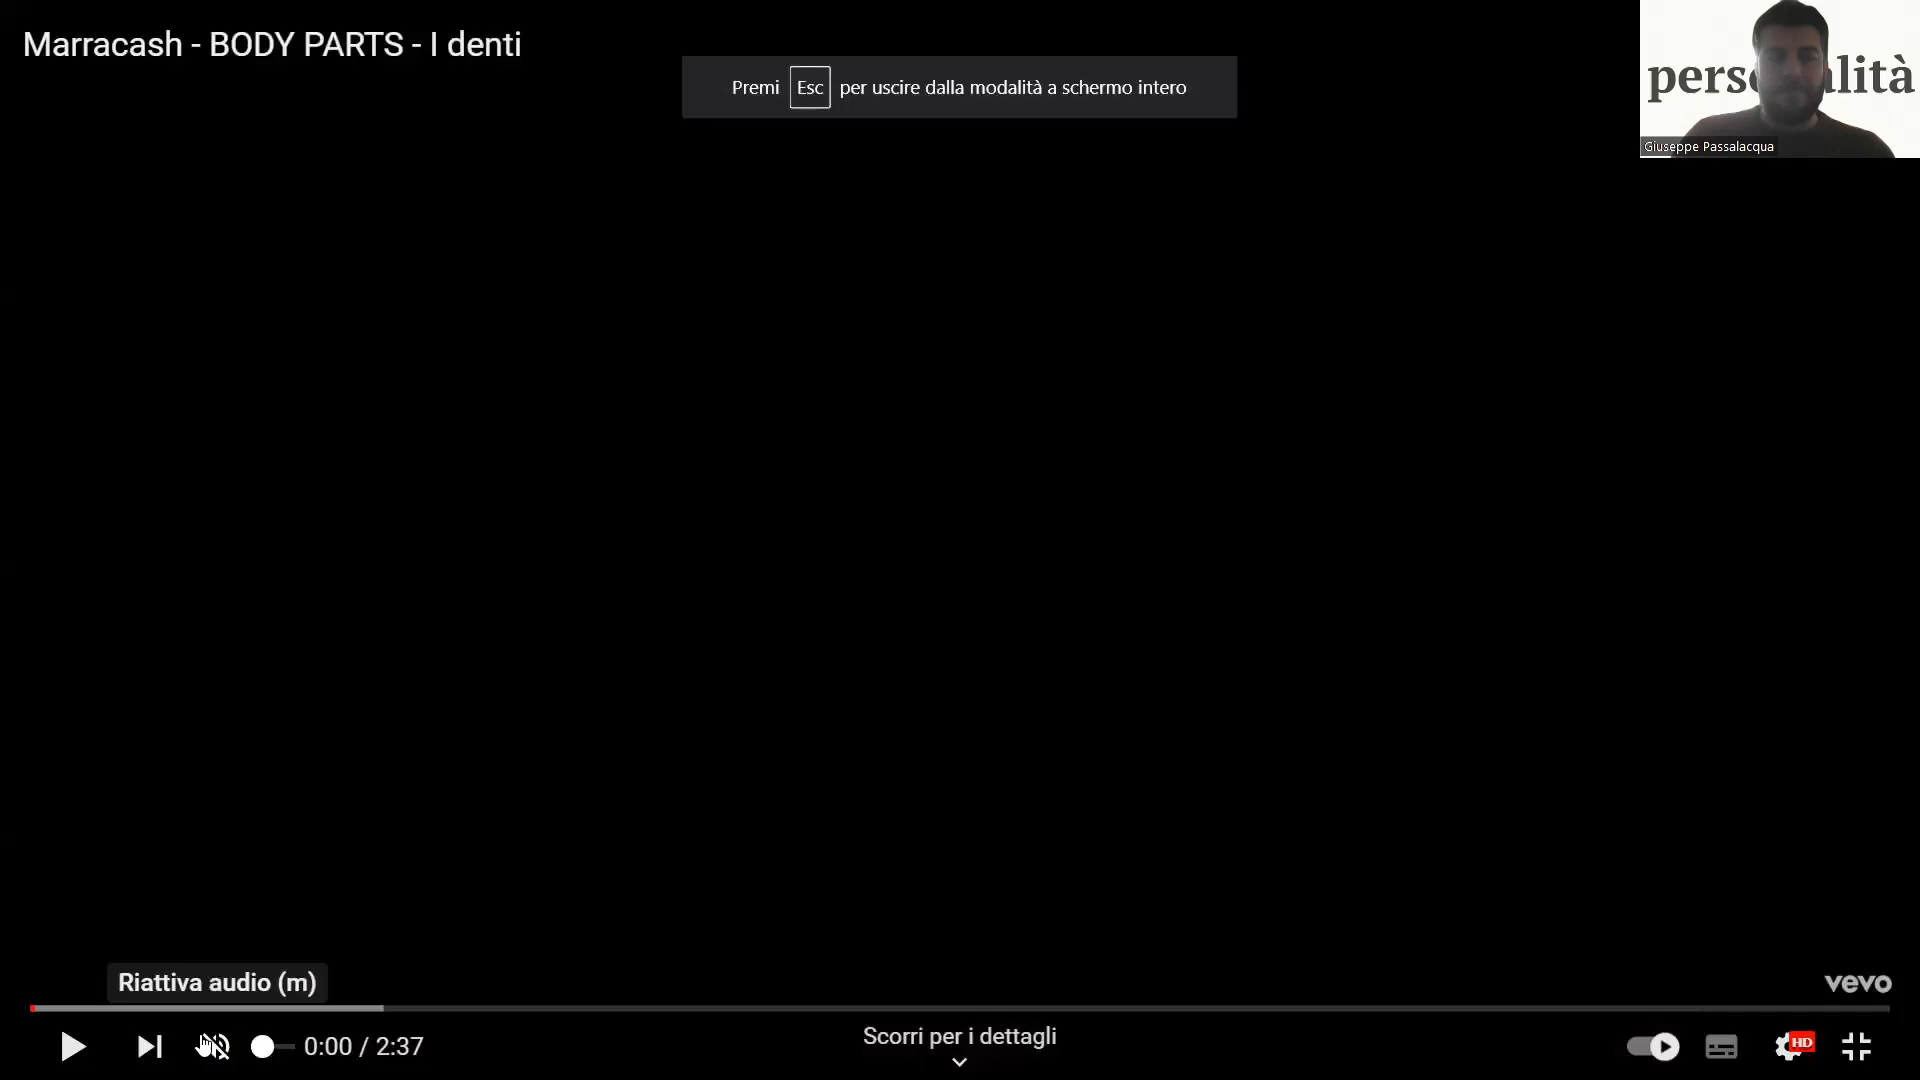 Marracash - BODY PARTS - I denti
Premi Esc per uscire dalla modalità a schermo intero
pers lità
Giuseppe Passalacqua
Riattiva audio (m)
vevo
0:00 / 2:37
Scorri per i dettagli
HD